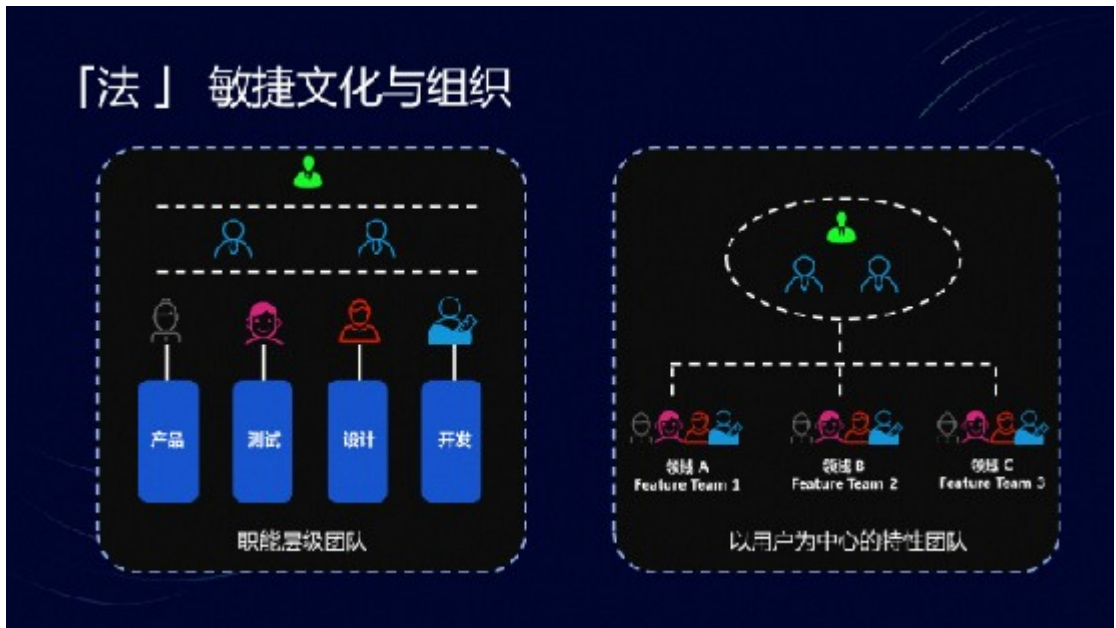 「法 」 敏捷文化与组织
产品
测试
设计
开发
职能层级团队
领域 A
Feature Team 1
领域 B
Feature Team 2
领域 C
Feature Team 3
以用户为中心的特性团队